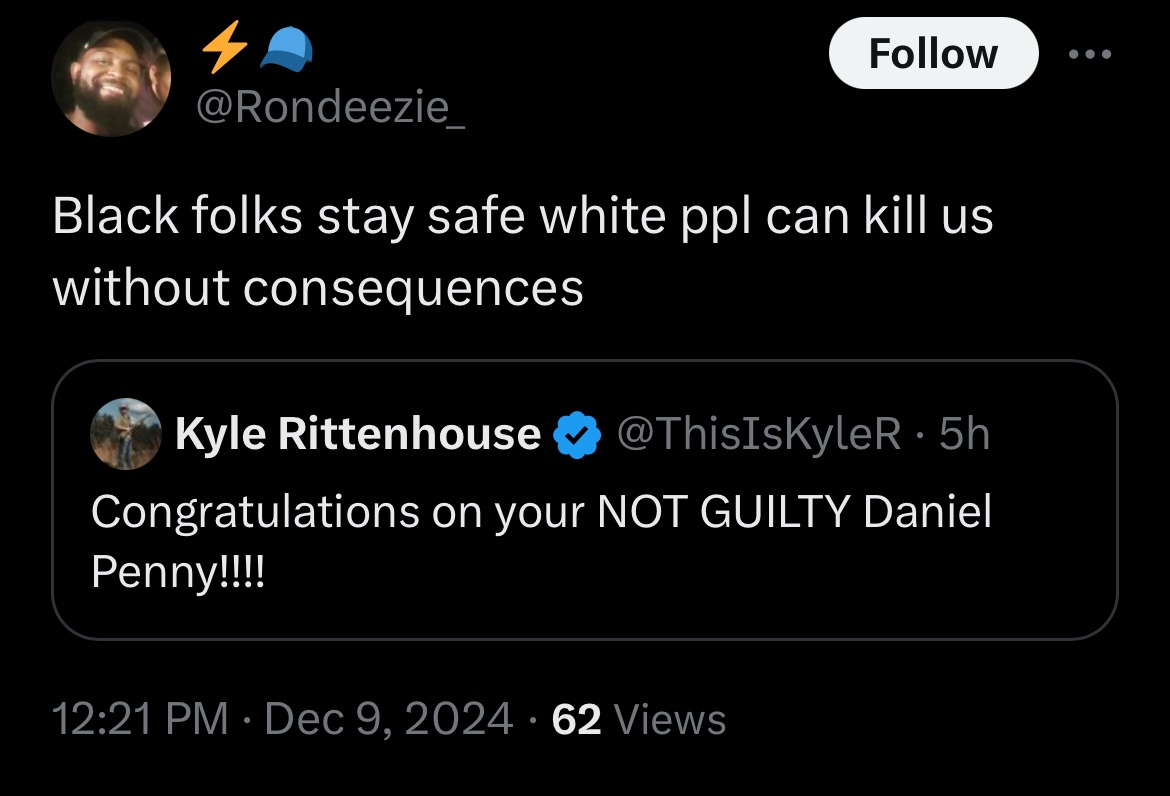 Follow
@Rondeezie_
Black folks stay safe white ppl can kill us
without consequences
Kyle Rittenhouse @ThisIsKyleR · 5h
Congratulations on your NOT GUILTY Daniel
Penny!!!!
12:21 PM · Dec 9, 2024 · 62 Views